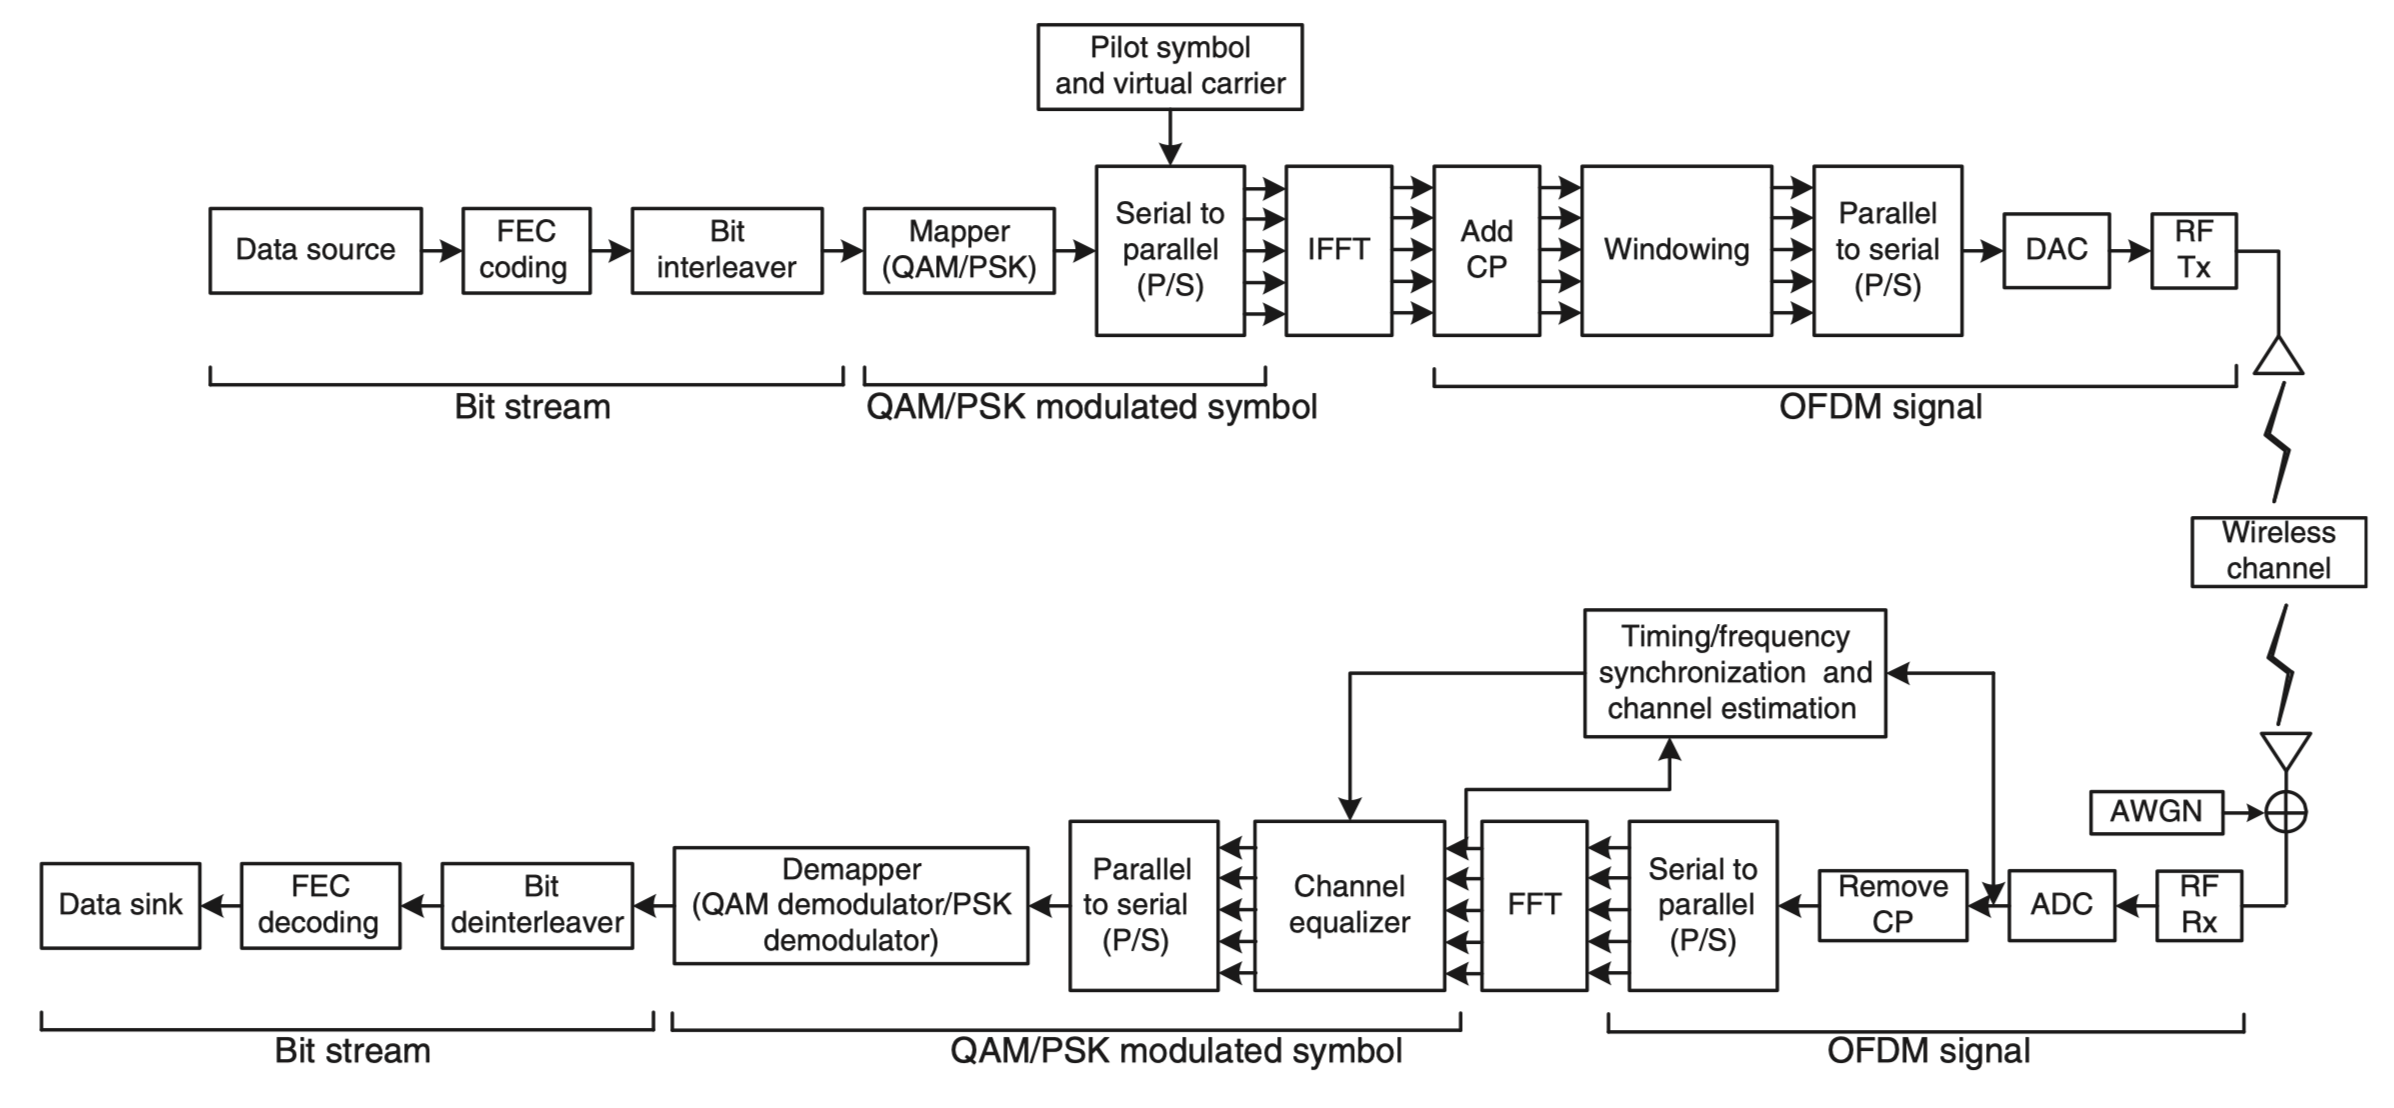 Pilot symbol
and virtual carrier
Data source
FEC
coding
Bit
interleaver
Mapper
(QAM/PSK)
Serial to
parallel
(P/S)
IFFT
Add
CP
Windowing
Parallel
to serial
(P/S)
DAC
RF
Tx
Bit stream
QAM/PSK modulated symbol
OFDM signal
Wireless
channel
Timing/frequency
synchronization and
channel estimation
AWGN
Data sink
FEC
decoding
Bit
deinterleaver
Demapper
(QAM demodulator/PSK
demodulator)
Parallel
to serial
(P/S)
Channel
equalizer
FFT
Serial to
parallel
(P/S)
Remove
CP
ADC
RF
Rx
Bit stream
QAM/PSK modulated symbol
OFDM signal